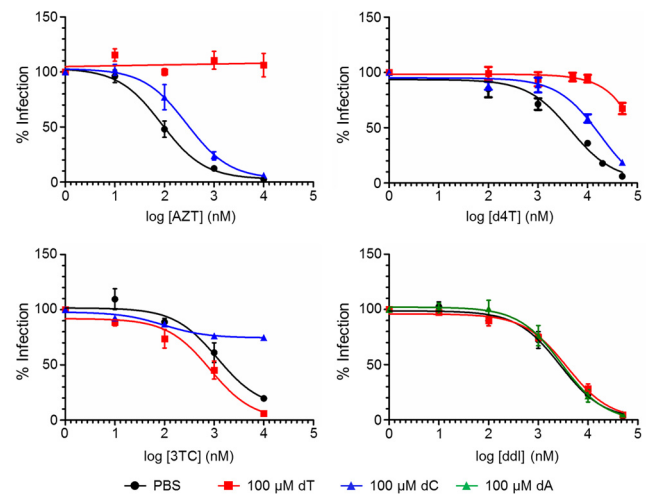 % Infection
150
100
50
0
0 1 2 3 4 5
log [AZT] (nM)
% Infection
150
100
50
0
0 1 2 3 4 5
log [d4T] (nM)
% Infection
150
100
50
0
0 1 2 3 4 5
log [3TC] (nM)
% Infection
150
100
50
0
0 1 2 3 4 5
log [ddI] (nM)
PBS 100 µM dT 100 µM dC 100 µM dA